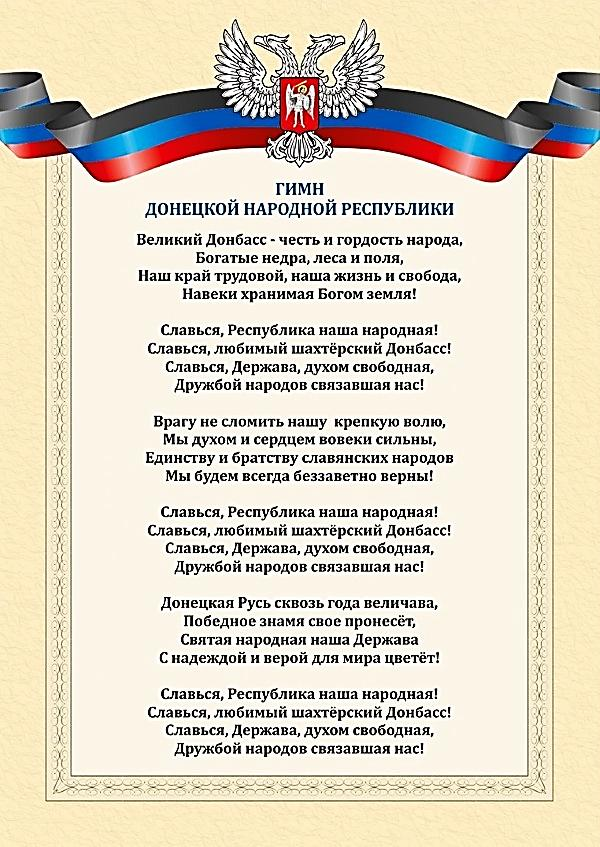 ГИМН
ДОНЕЦКОЙ НАРОДНОЙ РЕСПУБЛИКИ
Великий Донбасс - честь и гордость народа,
Богатые недра, леса и поля,
Наш край трудовой, наша жизнь и свобода,
Навеки хранимая Богом земля!
Славься, Республика наша народная!
Славься, любимый шахтёрский Донбасс!
Славься, Держава, духом свободная,
Дружбой народов связавшая нас!
Врагу не сломить нашу крепкую волю,
Мы духом и сердцем вовеки сильны,
Единству и братству славянских народов
Мы будем всегда беззаветно верны!
Славься, Республика наша народная!
Славься, любимый шахтёрский Донбасс!
Славься, Держава, духом свободная,
Дружбой народов связавшая нас!
Донецкая Русь сквозь года величава,
Победное знамя свое пронесёт,
Святая народная наша Держава
С надеждой и верой для мира цветёт!
Славься, Республика наша народная!
Славься, любимый шахтёрский Донбасс!
Славься, Держава, духом свободная,
Дружбой народов связавшая нас!